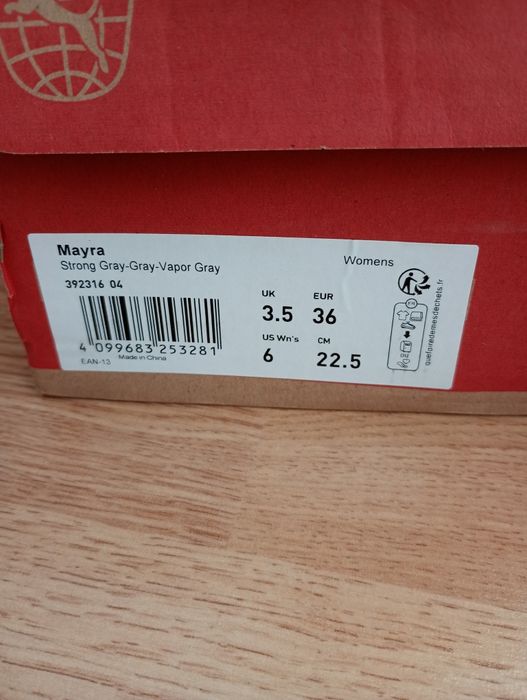 Mayra
Womens
Strong Gray-Gray-Vapor Gray
392316 04
UK EUR
3.5 36
US Wn's CM
6 22.5
4 099683 253281
EAN-13 Made in China
quefairedemesdechets.fr